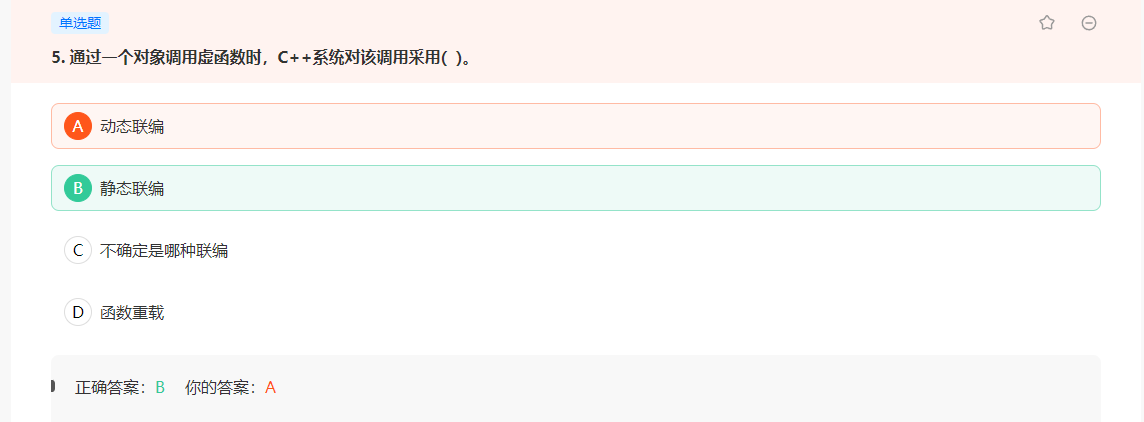 单选题
5. 通过一个对象调用虚函数时，C++系统对该调用采用( )。
A 动态联编
B 静态联编
C 不确定是哪种联编
D 函数重载
正确答案：B 你的答案：A